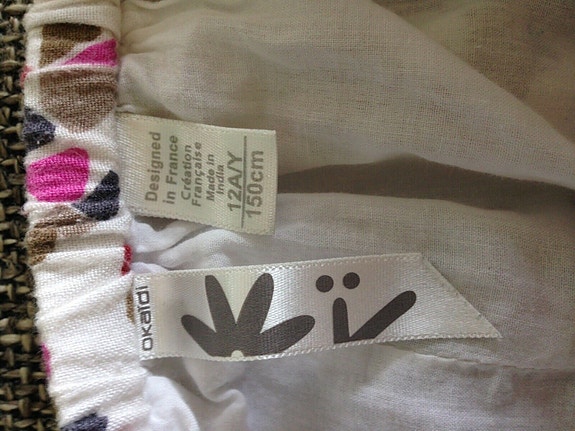 Designed
in France
Création
Française
Made in
India
12A/Y
150cm
OKAÏDI